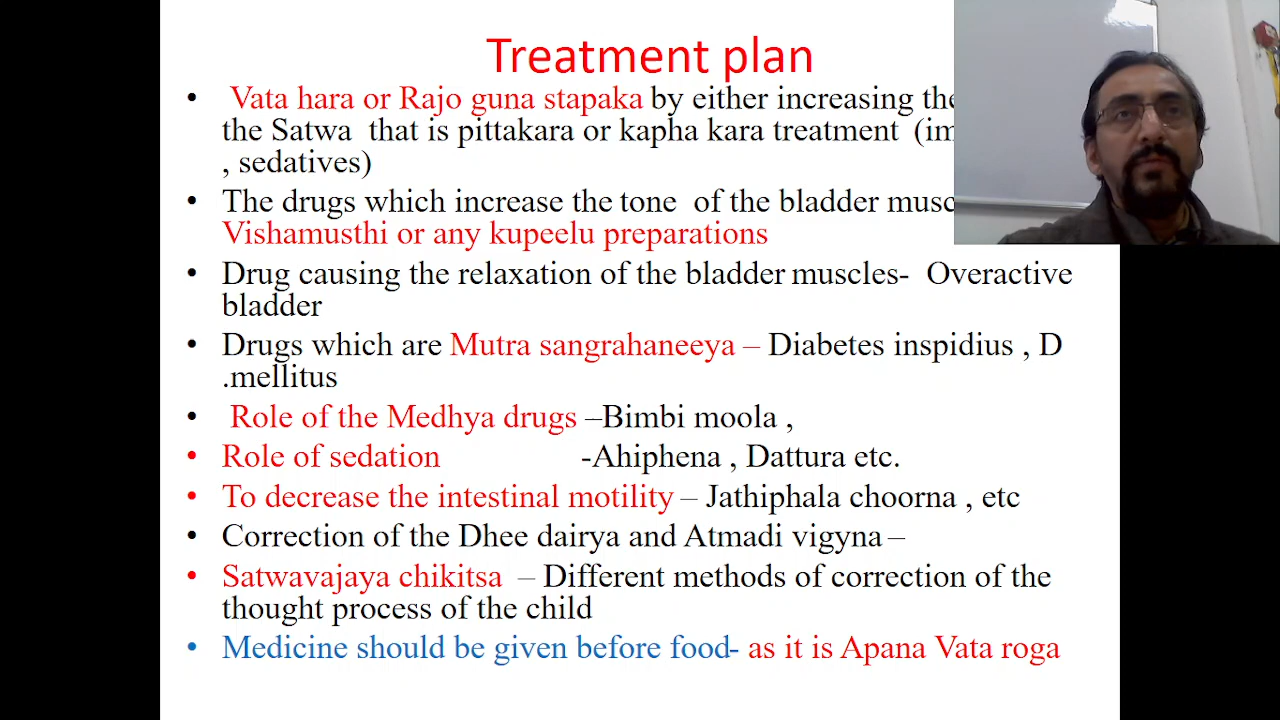 Treatment plan
• Vata hara or Rajo guna stapaka by either increasing the
the Satwa that is pittakara or kapha kara treatment
, sedatives)
• The drugs which increase the tone of the bladder
Vishamusthi or any kupeelu preparations
• Drug causing the relaxation of the bladder muscles- Overactive
bladder
• Drugs which are Mutra sangrahaneeya – Diabetes inspidius , D
.mellitus
• Role of the Medhya drugs –Bimbi moola ,
• Role of sedation -Ahiphena , Dattura etc.
• To decrease the intestinal motility – Jathiphala choorna , etc
• Correction of the Dhee dairya and Atmadi vigyna –
• Satwavajaya chikitsa – Different methods of correction of the
thought process of the child
• Medicine should be given before food- as it is Apana Vata roga